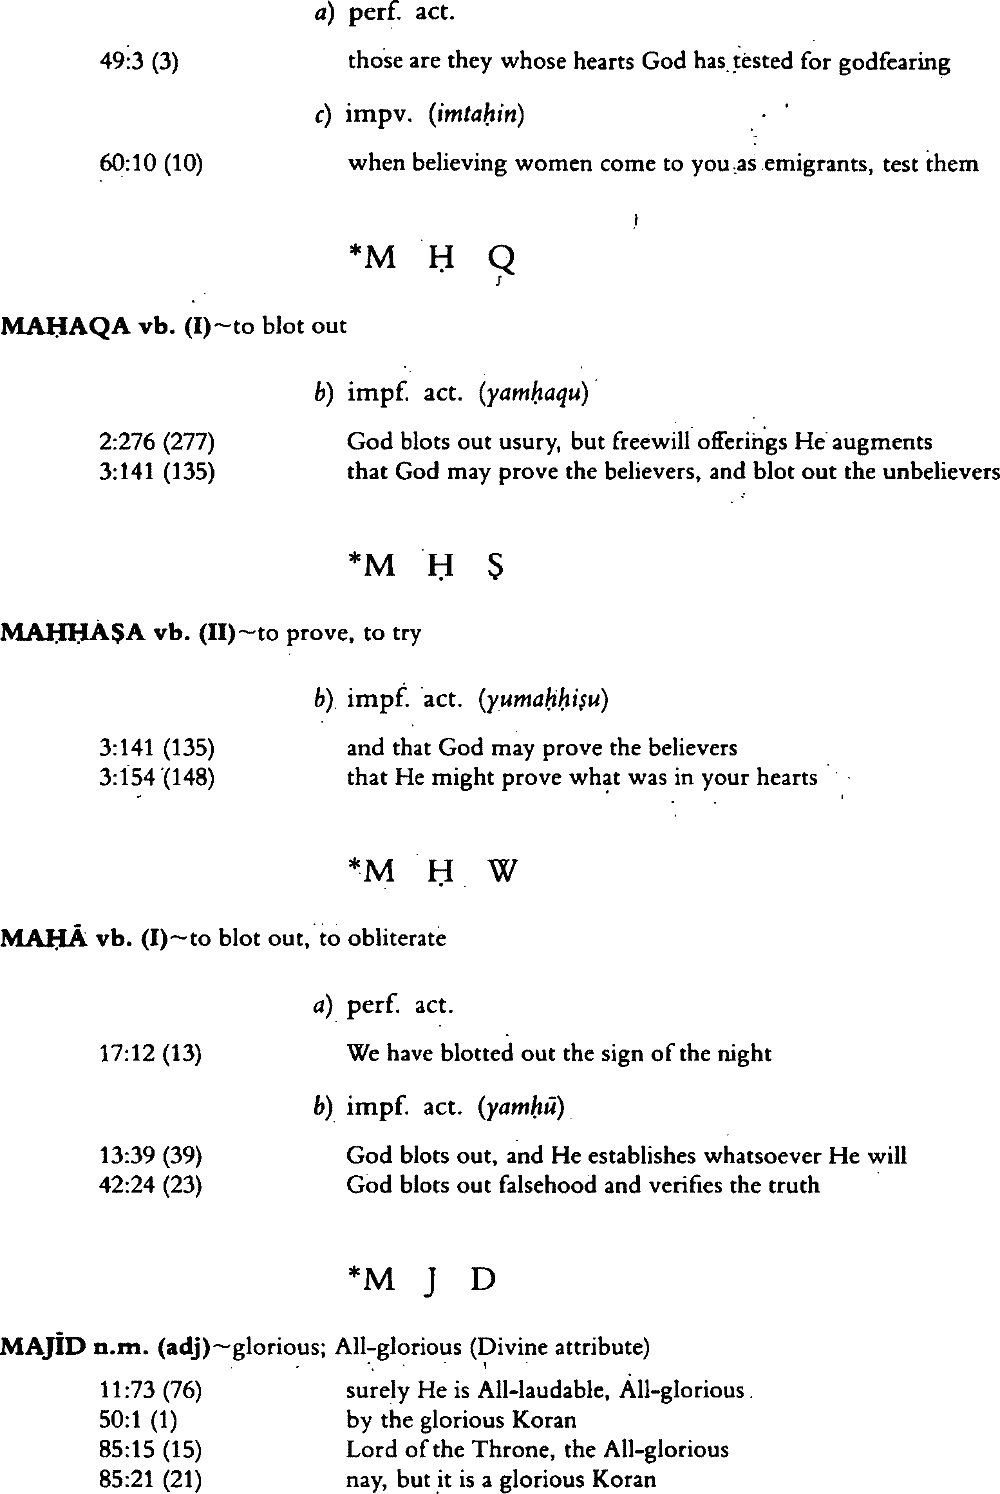 a) perf. act.
49:3 (3) those are they whose hearts God has tested for godfearing
c) impv. (imtaḥin)
60:10 (10) when believing women come to you as emigrants, test them
*M Ḥ Q
MAḤAQA vb. (I)~to blot out
b) impf. act. (yamḥaqu)
2:276 (277) God blots out usury, but freewill offerings He augments
3:141 (135) that God may prove the believers, and blot out the unbelievers
*M Ḥ Ṣ
MAḤḤAṢA vb. (II)~to prove, to try
b) impf. act. (yumaḥḥiṣu)
3:141 (135) and that God may prove the believers
3:154 (148) that He might prove what was in your hearts
*M Ḥ W
MAḤĀ vb. (I)~to blot out, to obliterate
a) perf. act.
17:12 (13) We have blotted out the sign of the night
b) impf. act. (yamḥū)
13:39 (39) God blots out, and He establishes whatsoever He will
42:24 (23) God blots out falsehood and verifies the truth
*M J D
MAJĪD n.m. (adj)~glorious; All-glorious (Divine attribute)
11:73 (76) surely He is All-laudable, All-glorious
50:1 (1) by the glorious Koran
85:15 (15) Lord of the Throne, the All-glorious
85:21 (21) nay, but it is a glorious Koran